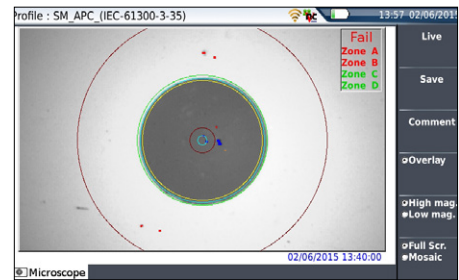 Profile : SM_APC_(IEC-61300-3-35)
13:57 02/06/201
Fail
Zone A
Zone B
Zone C
Zone D
Live
Save
Comment
Overlay
High mag.
Low mag.
Full Scr.
Mosaic
02/06/2015 13:40:00
Microscope